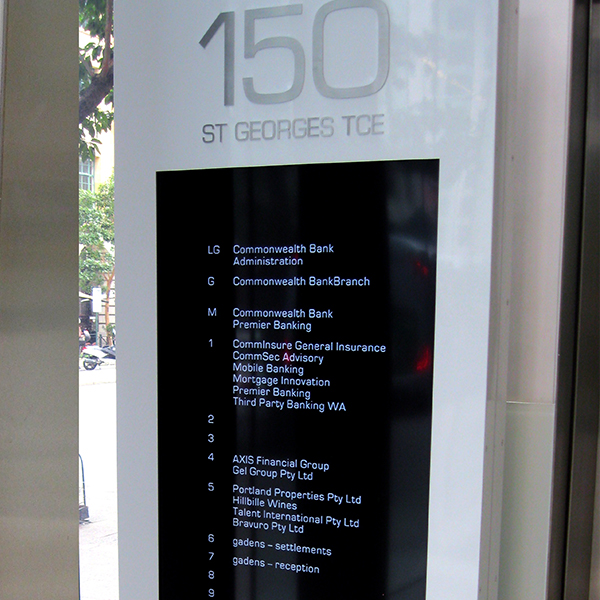 150
ST GEORGES TCE
LG Commonwealth Bank
Administration
G Commonwealth BankBranch
M Commonwealth Bank
Premier Banking
1 CommInsure General Insurance
CommSec Advisory
Mobile Banking
Mortgage Innovation
Premier Banking
Third Party Banking WA
2
3
4 AXIS Financial Group
Gel Group Pty Ltd
5 Portland Properties Pty Ltd
Hillbille Wines
Talent International Pty Ltd
Bravuro Pty Ltd
6 gadens – settlements
7 gadens – reception
8
9